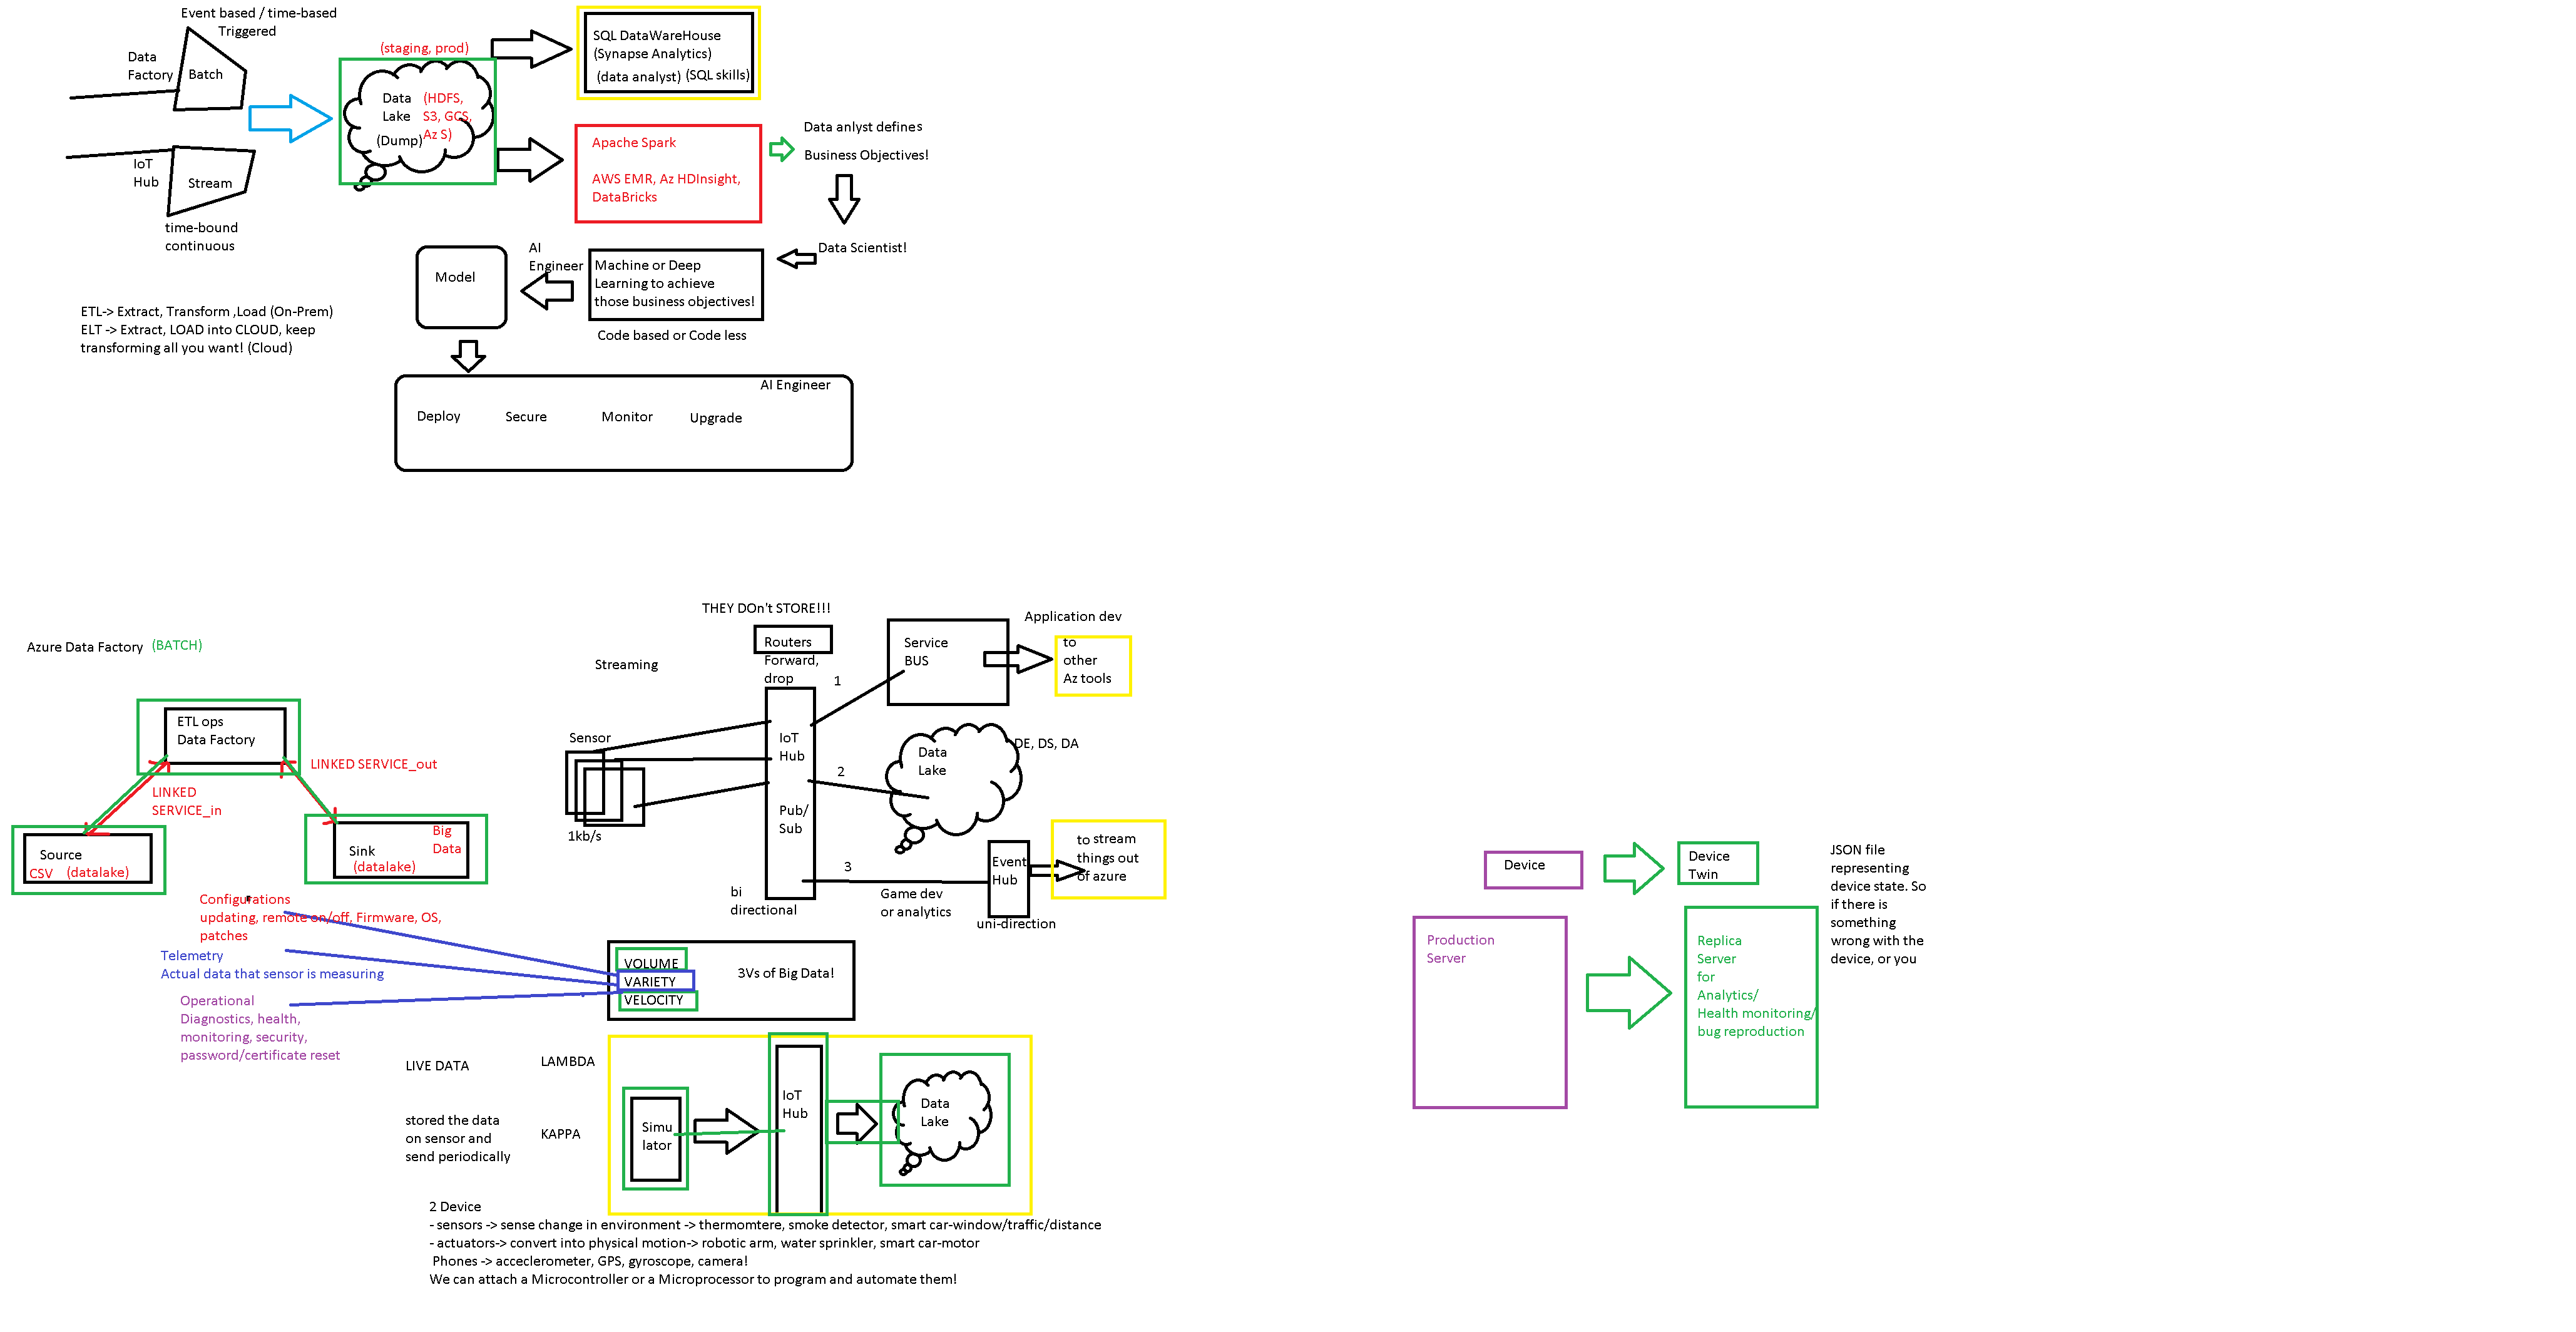 Event based / time-based
Triggered
Data
Factory
Batch
(staging, prod)
Data
Lake
(Dump)
(HDFS,
S3, GCS,
Az S)
IoT
Hub
Stream
time-bound
continuous
SQL DataWareHouse
(Synapse Analytics)
(data analyst) (SQL skills)
Apache Spark
AWS EMR, Az HDInsight,
DataBricks
Data anlyst defines
Business Objectives!
Data Scientist!
AI
Engineer
Machine or Deep
Learning to achieve
those business objectives!
Code based or Code less
Model
ETL-> Extract, Transform ,Load (On-Prem)
ELT -> Extract, LOAD into CLOUD, keep
transforming all you want! (Cloud)
AI Engineer
Deploy Secure Monitor Upgrade
Azure Data Factory (BATCH)
ETL ops
Data Factory
LINKED SERVICE_out
LINKED
SERVICE_in
Source
CSV (datalake)
Sink
(datalake)
Big
Data
THEY DOn't STORE!!!
Routers
Forward,
drop
Streaming
Sensor
1kb/s
IoT
Hub
Pub/
Sub
bi
directional
1
2
3
Service
BUS
Application dev
to
other
Az tools
Data
Lake
DE, DS, DA
Event
Hub
to stream
things out
of azure
Game dev
or analytics
uni-direction
Configurations
updating, remote on/off, Firmware, OS,
patches
Telemetry
Actual data that sensor is measuring
Operational
Diagnostics, health,
monitoring, security,
password/certificate reset
VOLUME
VARIETY
VELOCITY
3Vs of Big Data!
LIVE DATA
LAMBDA
stored the data
on sensor and
send periodically
KAPPA
Simu
lator
IoT
Hub
Data
Lake
2 Device
- sensors -> sense change in environment -> thermomtere, smoke detector, smart car-window/traffic/distance
- actuators-> convert into physical motion-> robotic arm, water sprinkler, smart car-motor
Phones -> acceclerometer, GPS, gyroscope, camera!
We can attach a Microcontroller or a Microprocessor to program and automate them!
Device
Device
Twin
JSON file
representing
device state. So
if there is
something
wrong with the
device, or you
Production
Server
Replica
Server
for
Analytics/
Health monitoring/
bug reproduction